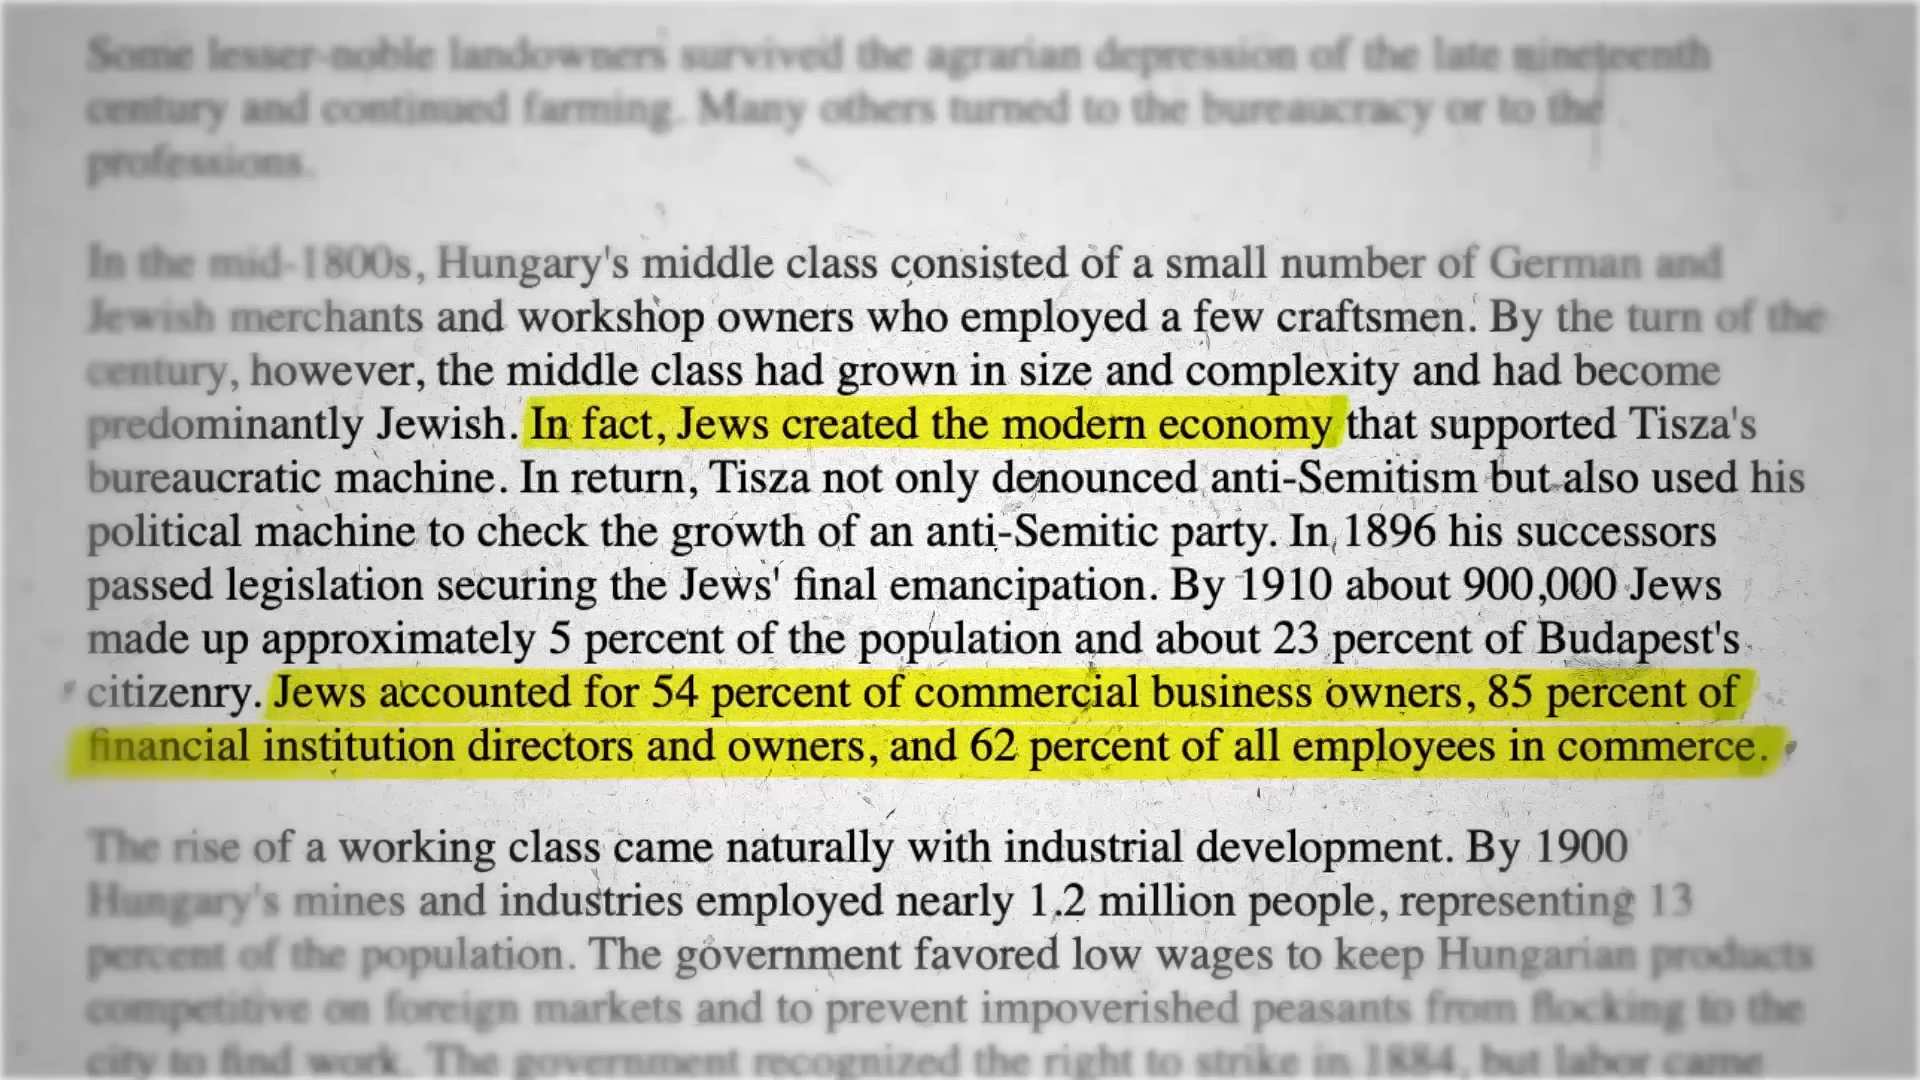 Some lesser-noble landowners survived the agrarian depression of the late nineteenth
century and continued farming. Many others turned to the bureaucracy or to the
professions.
In the mid-1800s, Hungary's middle class consisted of a small number of German and
Jewish merchants and workshop owners who employed a few craftsmen. By the turn of the
century, however, the middle class had grown in size and complexity and had become
predominantly Jewish. In fact, Jews created the modern economy that supported Tisza's
bureaucratic machine. In return, Tisza not only denounced anti-Semitism but also used his
political machine to check the growth of an anti-Semitic party. In 1896 his successors
passed legislation securing the Jews' final emancipation. By 1910 about 900,000 Jews
made up approximately 5 percent of the population and about 23 percent of Budapest's
citizenry. Jews accounted for 54 percent of commercial business owners, 85 percent of
financial institution directors and owners, and 62 percent of all employees in commerce.
The rise of a working class came naturally with industrial development. By 1900
Hungary's mines and industries employed nearly 1.2 million people, representing 13
percent of the population. The government favored low wages to keep Hungarian products
competitive on foreign markets and to prevent impoverished peasants from flocking to the
city to find work. The government recognized the right to strike in 1884, but labor came